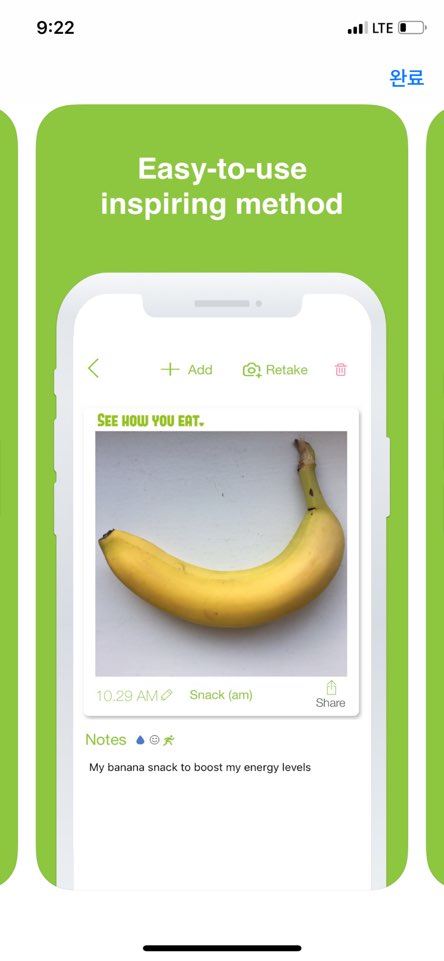 9:22
LTE
완료
Easy-to-use
inspiring method
Add
Retake
SEE HOW YOU EAT
10.29 AM
Snack (am)
Share
Notes
My banana snack to boost my energy levels